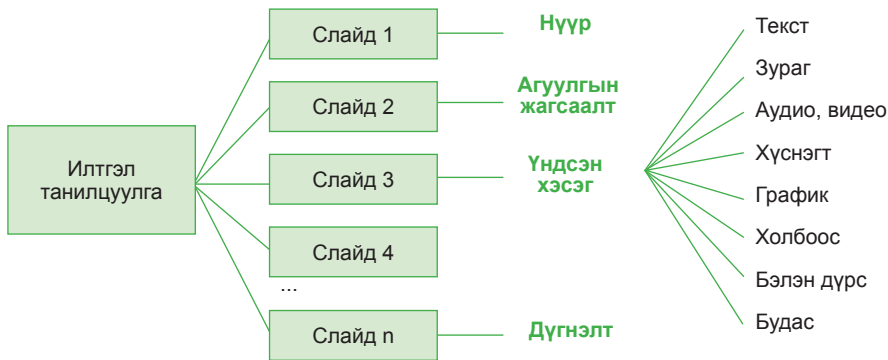 Илтгэл
танилцуулга
Слайд 1
Слайд 2
Слайд 3
Слайд 4
...
Слайд n
Нүүр
Агуулгын
жагсаалт
Үндсэн
хэсэг
Дүгнэлт
Текст
Зураг
Аудио, видео
Хүснэгт
График
Холбоос
Бэлэн дүрс
Будас